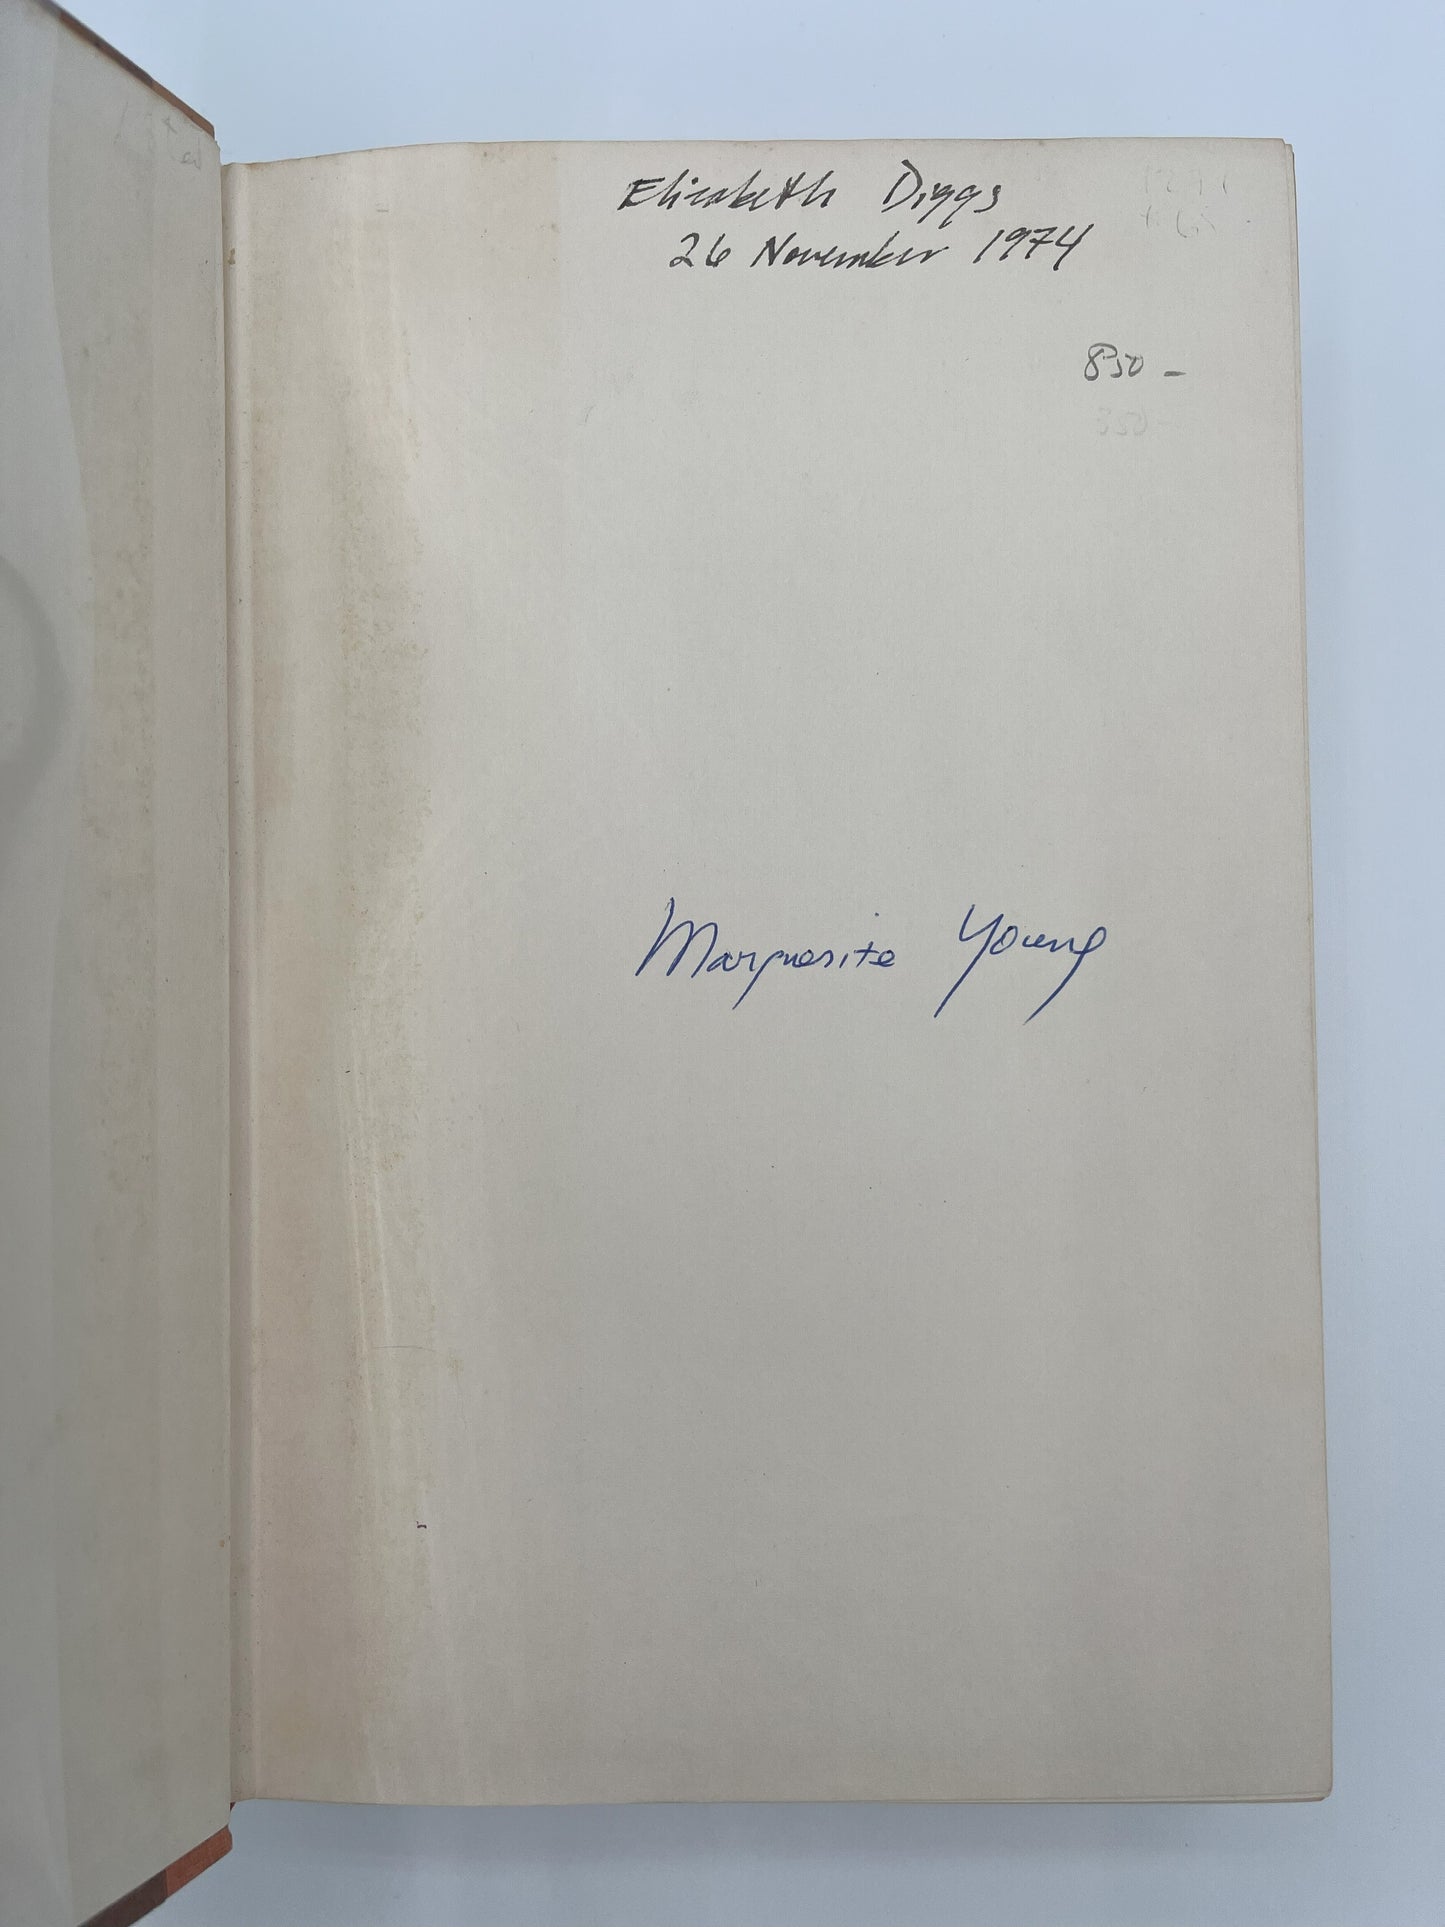 Elizabeth Diggs
26 November 1974
850 -
Marguerite Young